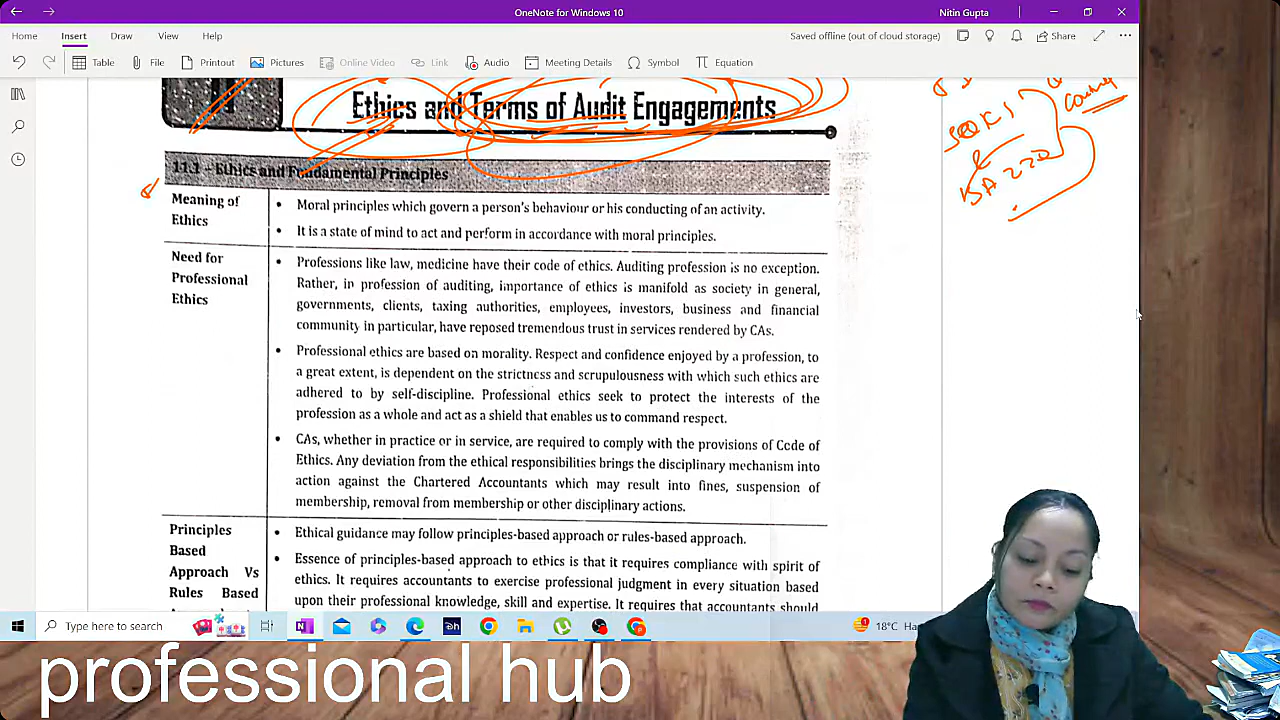 OneNote for Windows 10
Nitin Gupta
Home
Insert
Draw
View
Help
Saved offline (out of cloud storage)
Share
Table
File
Printout
Pictures
Online Video
Link
Audio
Meeting Details
Symbol
Equation
Ethics and Terms of Audit Engagements
11.1 – Ethics and Fundamental Principles
Meaning of
Ethics
• Moral principles which govern a person's behaviour or his conducting of an activity.
• It is a state of mind to act and perform in accordance with moral principles.
Need for
Professional
Ethics
• Professions like law, medicine have their code of ethics. Auditing profession is no exception.
Rather, in profession of auditing, importance of ethics is manifold as society in general,
governments, clients, taxing authorities, employees, investors, business and financial
community in particular, have reposed tremendous trust in services rendered by CAs.
• Professional ethics are based on morality. Respect and confidence enjoyed by a profession, to
a great extent, is dependent on the strictness and scrupulousness with which such ethics are
adhered to by self-discipline. Professional ethics seek to protect the interests of the
profession as a whole and act as a shield that enables us to command respect.
• CAs, whether in practice or in service, are required to comply with the provisions of Code of
Ethics. Any deviation from the ethical responsibilities brings the disciplinary mechanism into
action against the Chartered Accountants which may result into fines, suspension of
membership, removal from membership or other disciplinary actions.
Principles
Based
Approach Vs
Rules Based
• Ethical guidance may follow principles-based approach or rules-based approach.
• Essence of principles-based approach to ethics is that it requires compliance with spirit of
ethics. It requires accountants to exercise professional judgment in every situation based
upon their professional knowledge, skill and expertise. It requires that accountants should
SQC 1
SA 220
Type here to search
18°C
professional hub